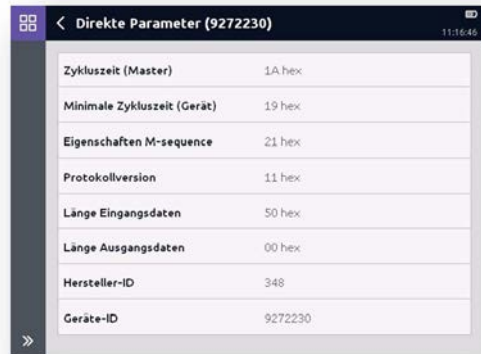 Direkte Parameter (9272230)
11:16:46
Zykluszeit (Master) 1A hex
Minimale Zykluszeit (Gerät) 19 hex
Eigenschaften M-sequence 21 hex
Protokollversion 11 hex
Länge Eingangsdaten 50 hex
Länge Ausgangsdaten 00 hex
Hersteller-ID 348
Geräte-ID 9272230